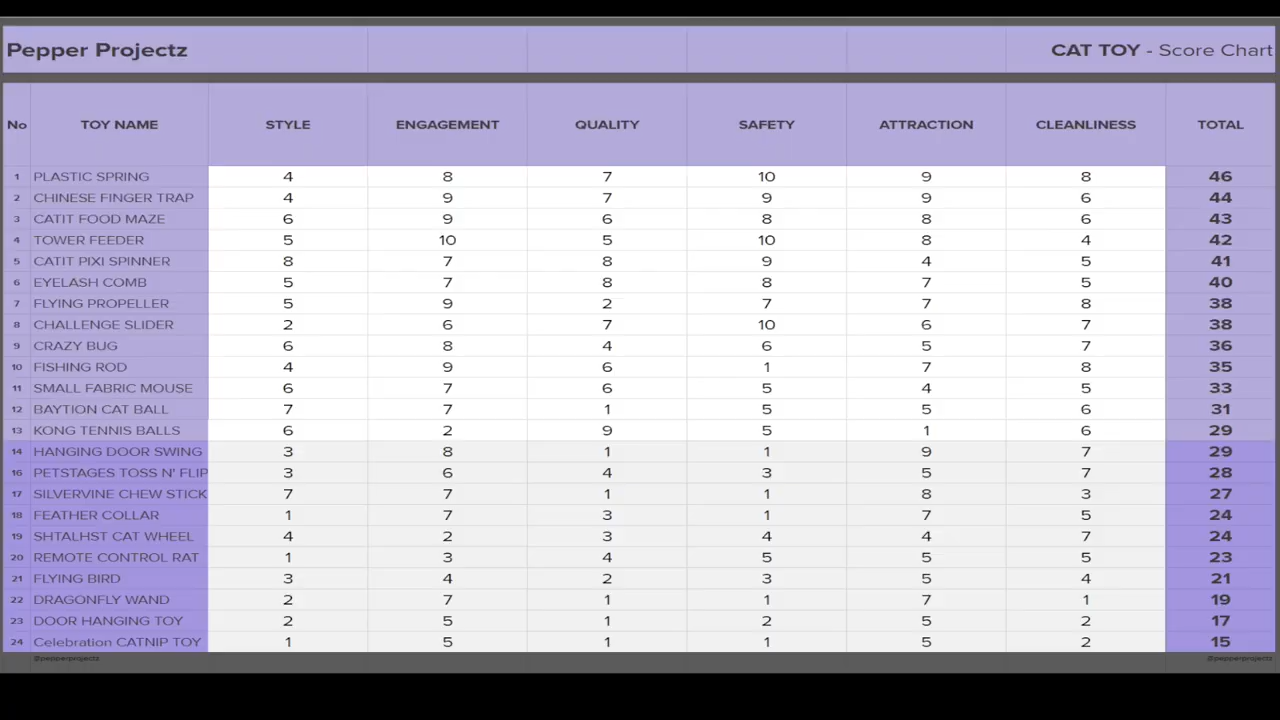 Pepper Projectz CAT TOY - Score Chart
No TOY NAME STYLE ENGAGEMENT QUALITY SAFETY ATTRACTION CLEANLINESS TOTAL
1 PLASTIC SPRING 4 8 7 10 9 8 46
2 CHINESE FINGER TRAP 4 9 7 9 9 6 44
3 CATIT FOOD MAZE 6 9 6 8 8 6 43
4 TOWER FEEDER 5 10 5 10 8 4 42
5 CATIT PIXI SPINNER 8 7 8 9 4 5 41
6 EYELASH COMB 5 7 8 8 7 5 40
7 FLYING PROPELLER 5 9 2 7 7 8 38
8 CHALLENGE SLIDER 2 6 7 10 6 7 38
9 CRAZY BUG 6 8 4 6 5 7 36
10 FISHING ROD 4 9 6 1 7 8 35
11 SMALL FABRIC MOUSE 6 7 6 5 4 5 33
12 BAYTION CAT BALL 7 7 1 5 5 6 31
13 KONG TENNIS BALLS 6 2 9 5 1 6 29
14 HANGING DOOR SWING 3 8 1 1 9 7 29
16 PETSTAGES TOSS N' FLIP 3 6 4 3 5 7 28
17 SILVERVINE CHEW STICK 7 7 1 1 8 3 27
18 FEATHER COLLAR 1 7 3 1 7 5 24
19 SHTALHST CAT WHEEL 4 2 3 4 4 7 24
20 REMOTE CONTROL RAT 1 3 4 5 5 5 23
21 FLYING BIRD 3 4 2 3 5 4 21
22 DRAGONFLY WAND 2 7 1 1 7 1 19
23 DOOR HANGING TOY 2 5 1 2 5 2 17
24 Celebration CATNIP TOY 1 5 1 1 5 2 15
@pepperprojectz @pepperprojectz